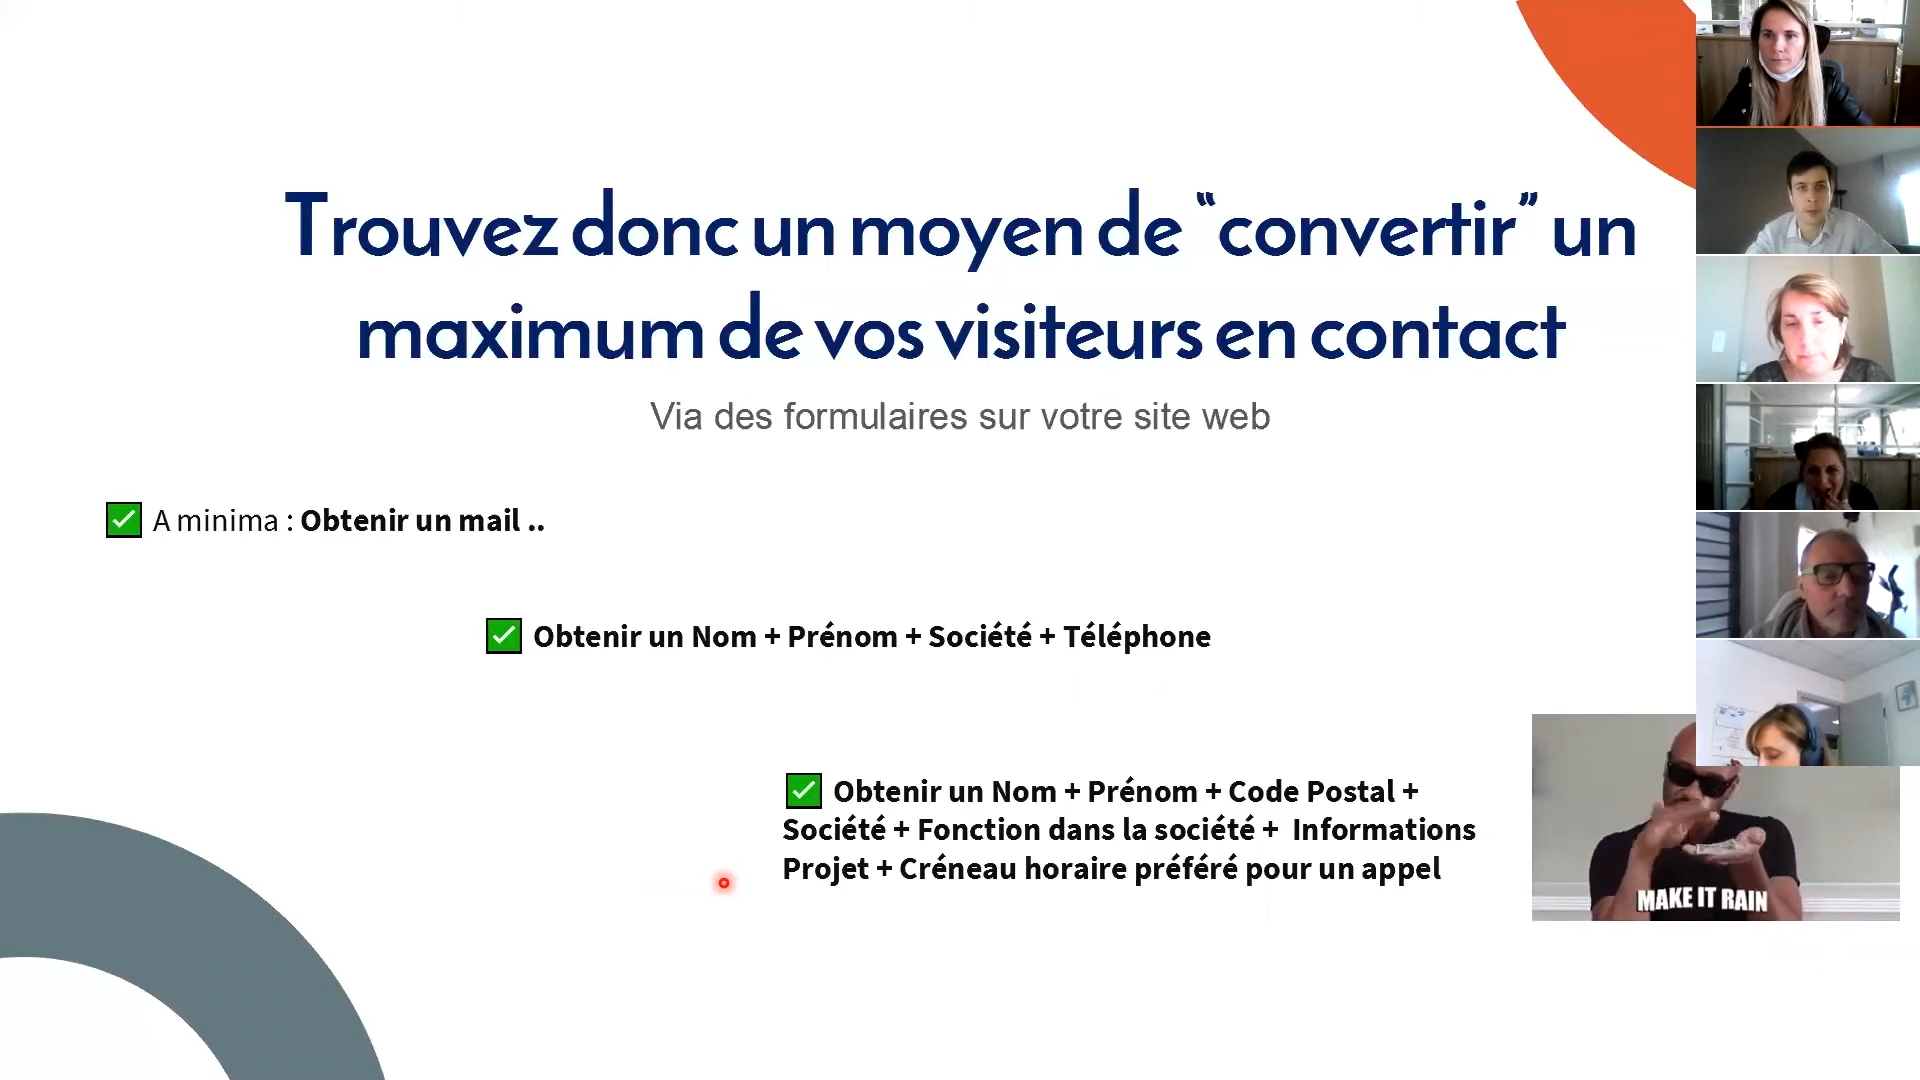 Trouvez donc un moyen de “convertir” un
maximum de vos visiteurs en contact
Via des formulaires sur votre site web
A minima : Obtenir un mail ..
Obtenir un Nom + Prénom + Société + Téléphone
Obtenir un Nom + Prénom + Code Postal +
Société + Fonction dans la société + Informations
Projet + Créneau horaire préféré pour un appel
MAKE IT RAIN